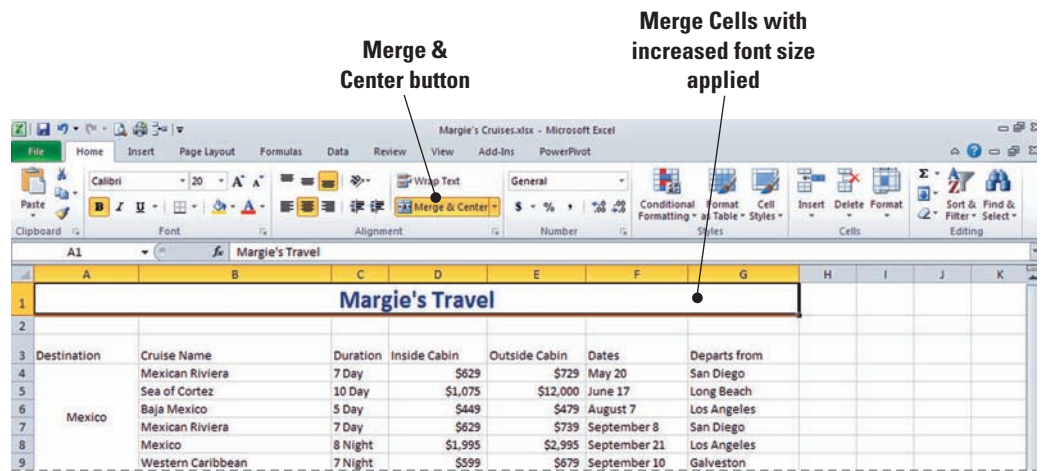 Merge &
Center button
Merge Cells with
increased font size
applied
Margie's Cruises.xlsx - Microsoft Excel
File Home Insert Page Layout Formulas Data Review View Add-Ins PowerPivot
Calibri 20 A A Wrap Text General Σ
Paste B I U A Merge & Center $ % , .00 Conditional Formatting Format as Table Cell Styles Insert Delete Format Sort & Filter Find & Select
Clipboard Font Alignment Number Styles Cells Editing
A1 fx Margie's Travel
A B C D E F G H I J K
1 Margie's Travel
2
3 Destination Cruise Name Duration Inside Cabin Outside Cabin Dates Departs from
4 Mexican Riviera 7 Day $629 $729 May 20 San Diego
5 Sea of Cortez 10 Day $1,075 $12,000 June 17 Long Beach
6 Baja Mexico 5 Day $449 $479 August 7 Los Angeles
Mexico
7 Mexican Riviera 7 Day $629 $739 September 8 San Diego
8 Mexico 8 Night $1,995 $2,995 September 21 Los Angeles
9 Western Caribbean 7 Night $599 $679 September 10 Galveston